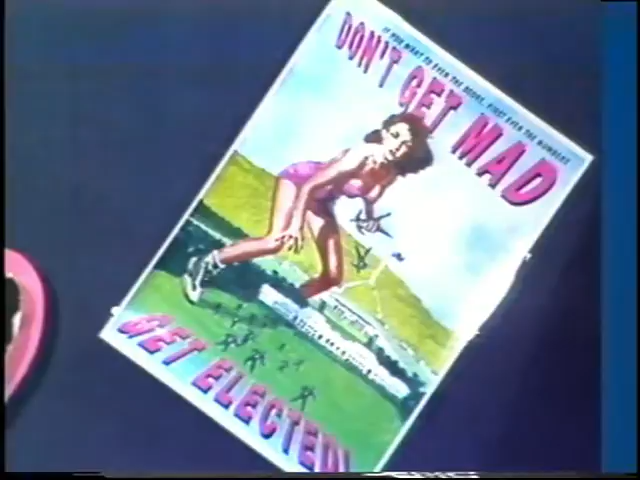 IF YOU WANT TO EVEN THE SCORE, FIRST EVEN THE NUMBERS
DON'T GET MAD
GET ELECTED!